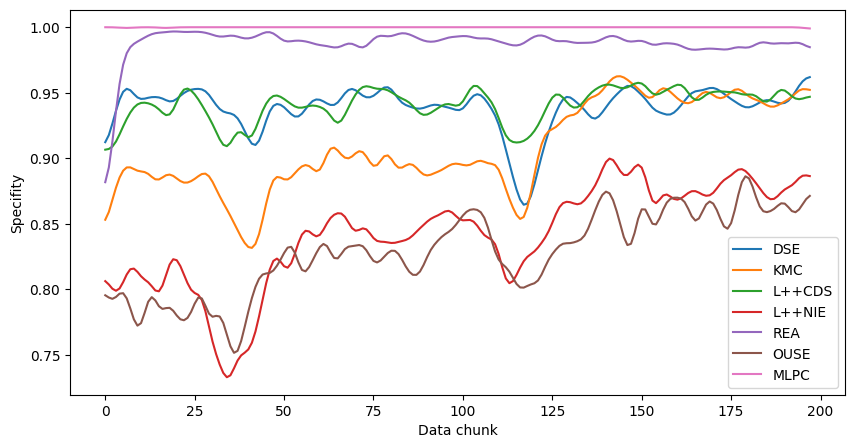 1.00
0.95
0.90
0.85
0.80
0.75
Specifity
0
25
50
75
100
125
150
175
200
Data chunk
DSE
KMC
L++CDS
L++NIE
REA
OUSE
MLPC